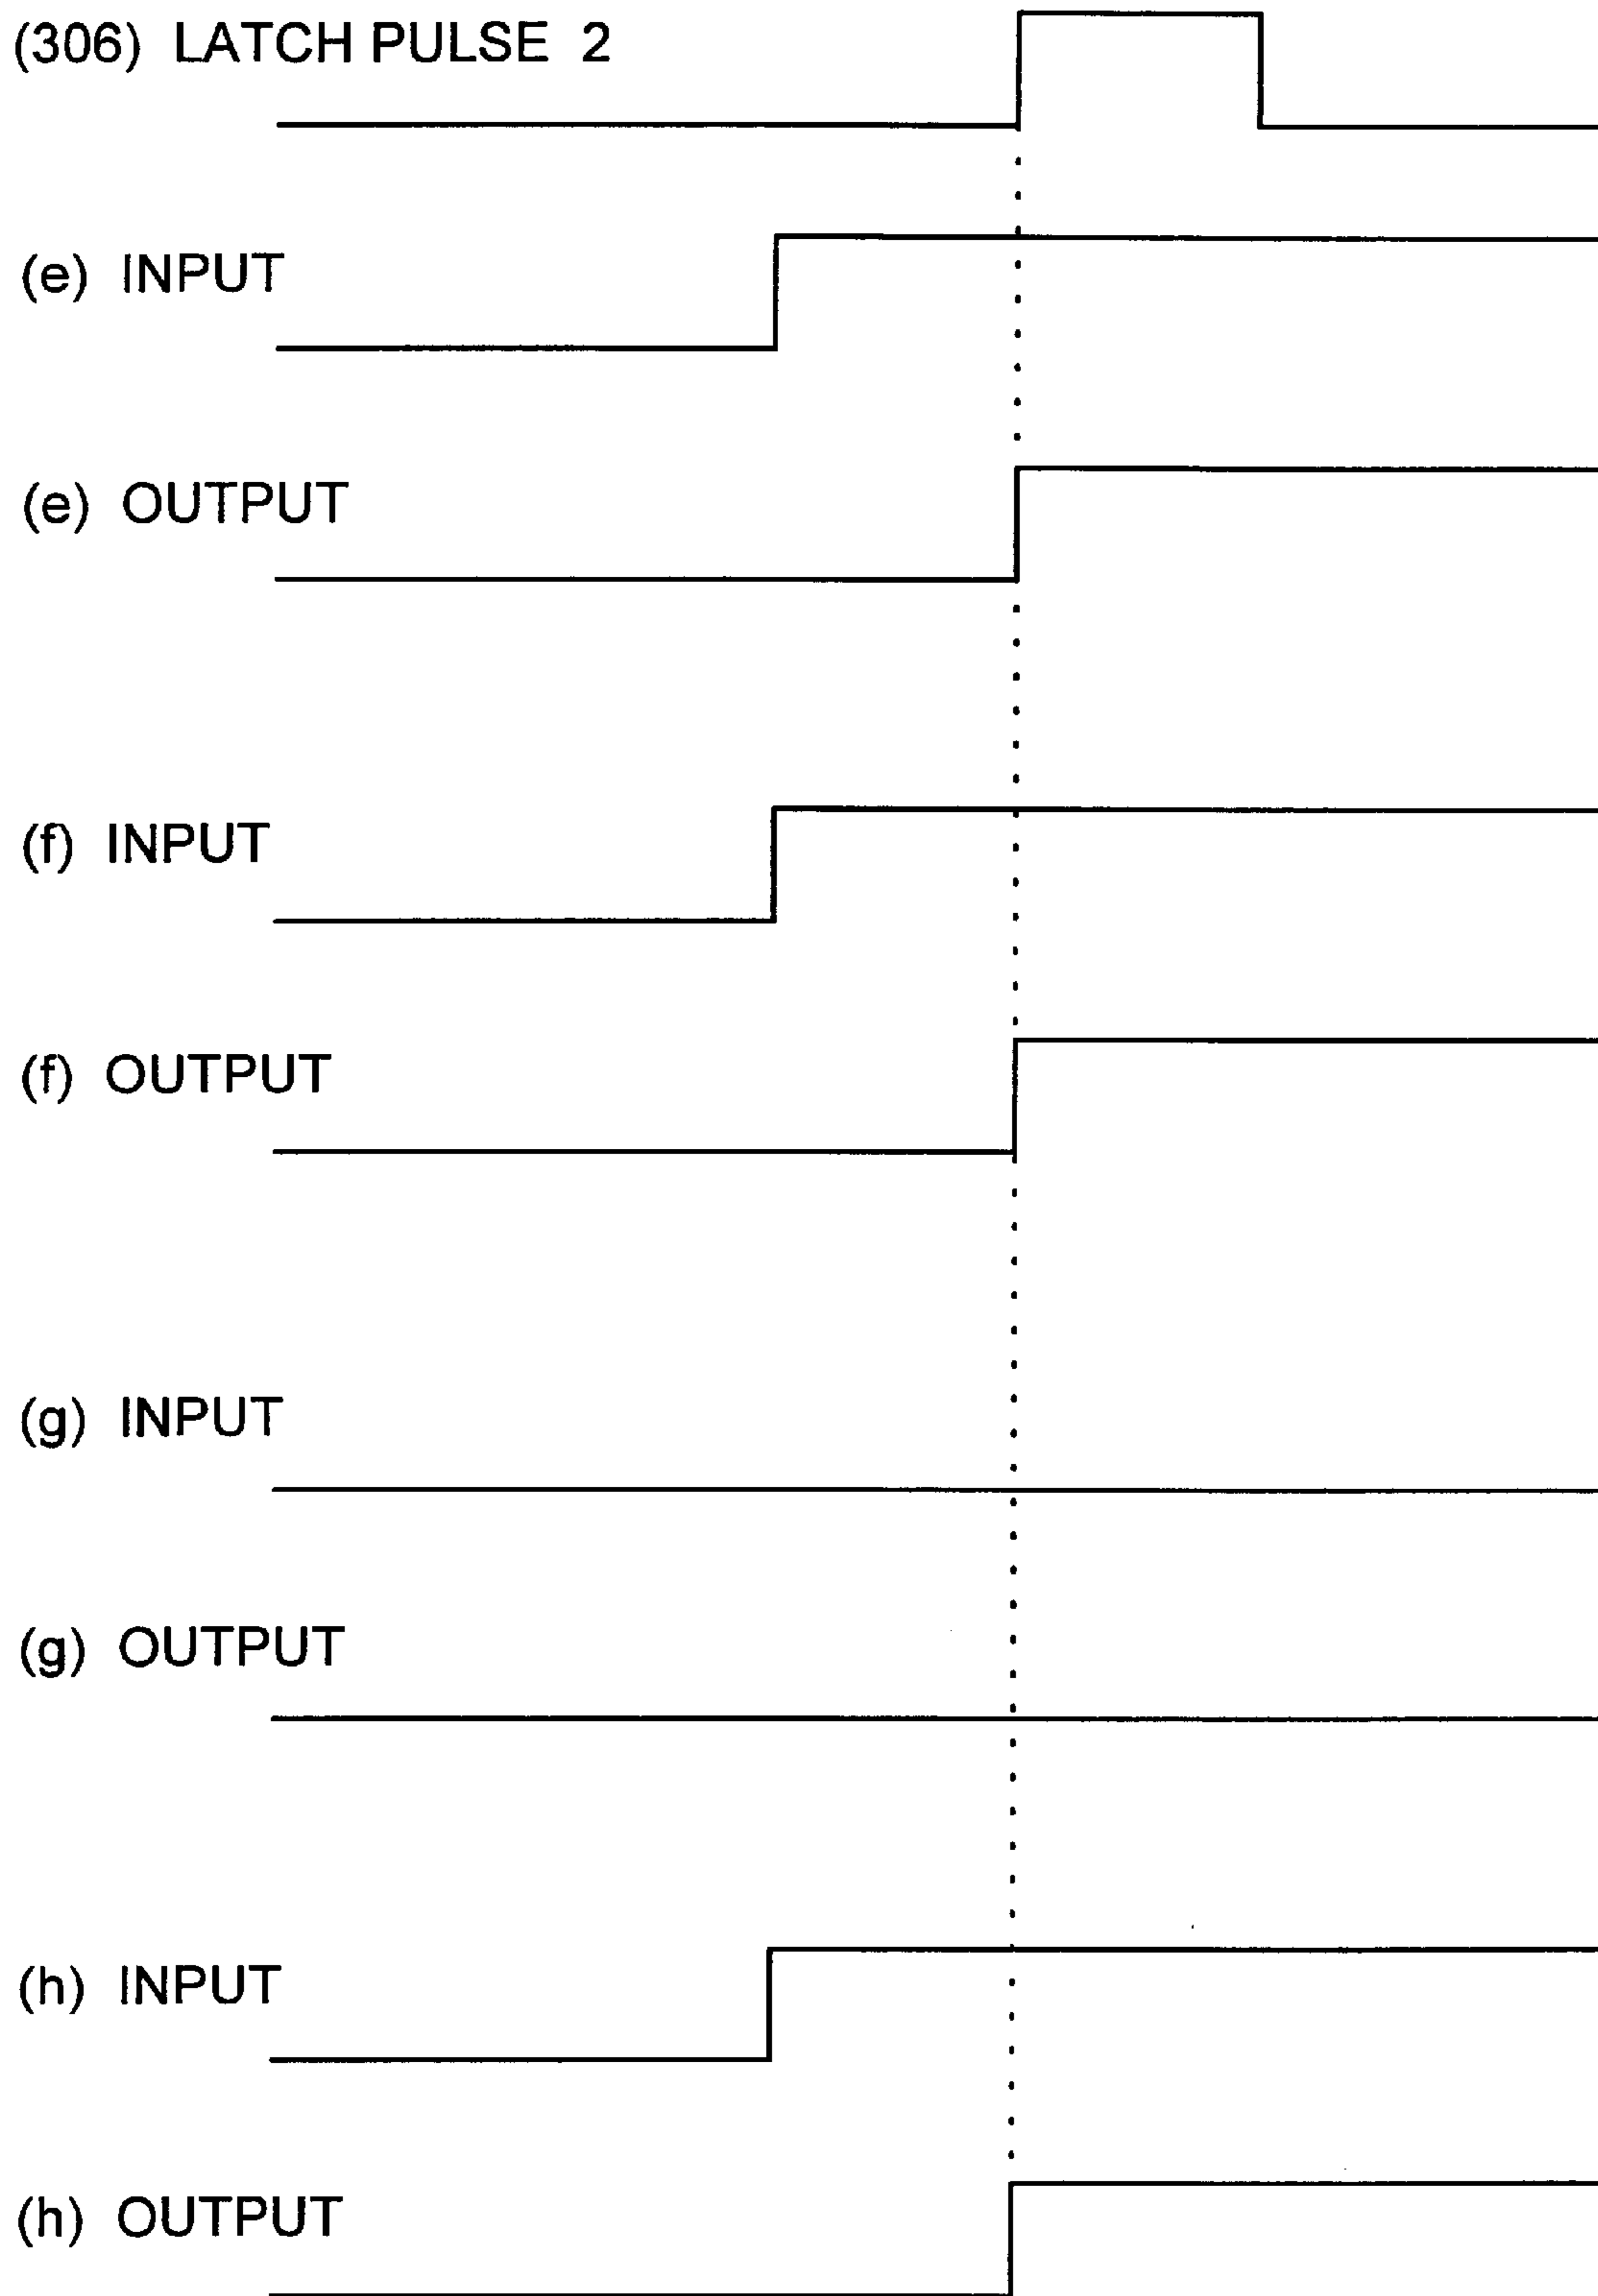 (306) LATCH PULSE 2
(e) INPUT
(e) OUTPUT
(f) INPUT
(f) OUTPUT
(g) INPUT
(g) OUTPUT
(h) INPUT
(h) OUTPUT